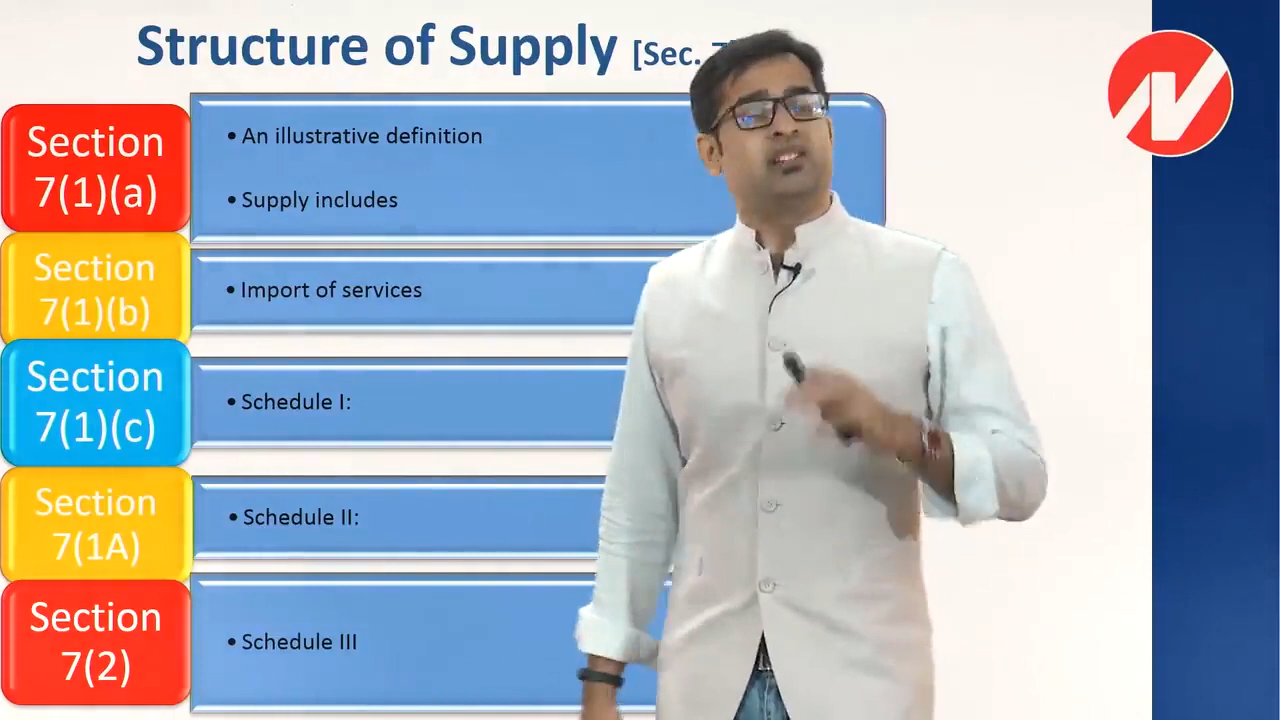 Structure of Supply [Sec.
Section
7(1)(a)
• An illustrative definition
• Supply includes
Section
7(1)(b)
• Import of services
Section
7(1)(c)
• Schedule I:
Section
7(1A)
• Schedule II:
Section
7(2)
• Schedule III